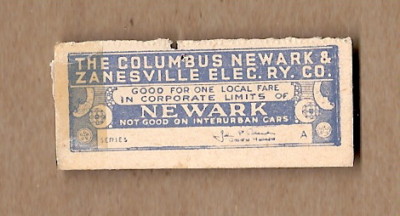 THE COLUMBUS NEWARK &
ZANESVILLE ELEC. RY. CO.
GOOD FOR ONE LOCAL FARE
IN CORPORATE LIMITS OF
NEWARK
NOT GOOD ON INTERURBAN CARS
SERIES A